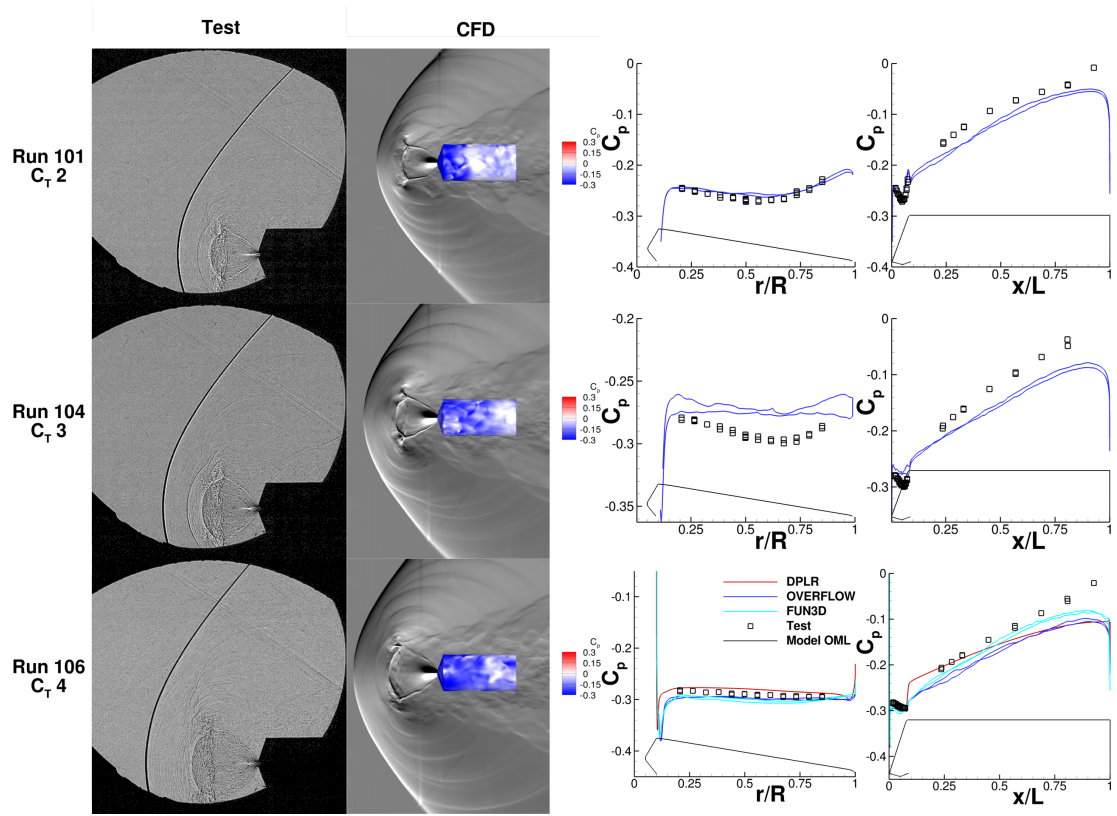 Test
CFD
Run 101
C_T 2
C_p
0.15
0
-0.15
-0.3
C_p
0
-0.1
-0.2
-0.3
-0.4
0
0.25
0.5
0.75
1
r/R
C_p
0
-0.1
-0.2
-0.3
-0.4
0
0.25
0.5
0.75
1
x/L
Run 104
C_T 3
C_p
0.3
0.15
0
-0.15
-0.3
C_p
-0.2
-0.25
-0.3
-0.35
0
0.25
0.5
0.75
1
r/R
C_p
0
-0.1
-0.2
-0.3
0
0.25
0.5
0.75
1
x/L
Run 106
C_T 4
C_p
0.3
0.15
0
-0.15
-0.3
C_p
-0.1
-0.2
-0.3
-0.4
0
0.25
0.5
0.75
1
r/R
DPLR
OVERFLOW
FUN3D
Test
Model OML
C_p
0
-0.1
-0.2
-0.3
-0.4
0
0.25
0.5
0.75
1
x/L